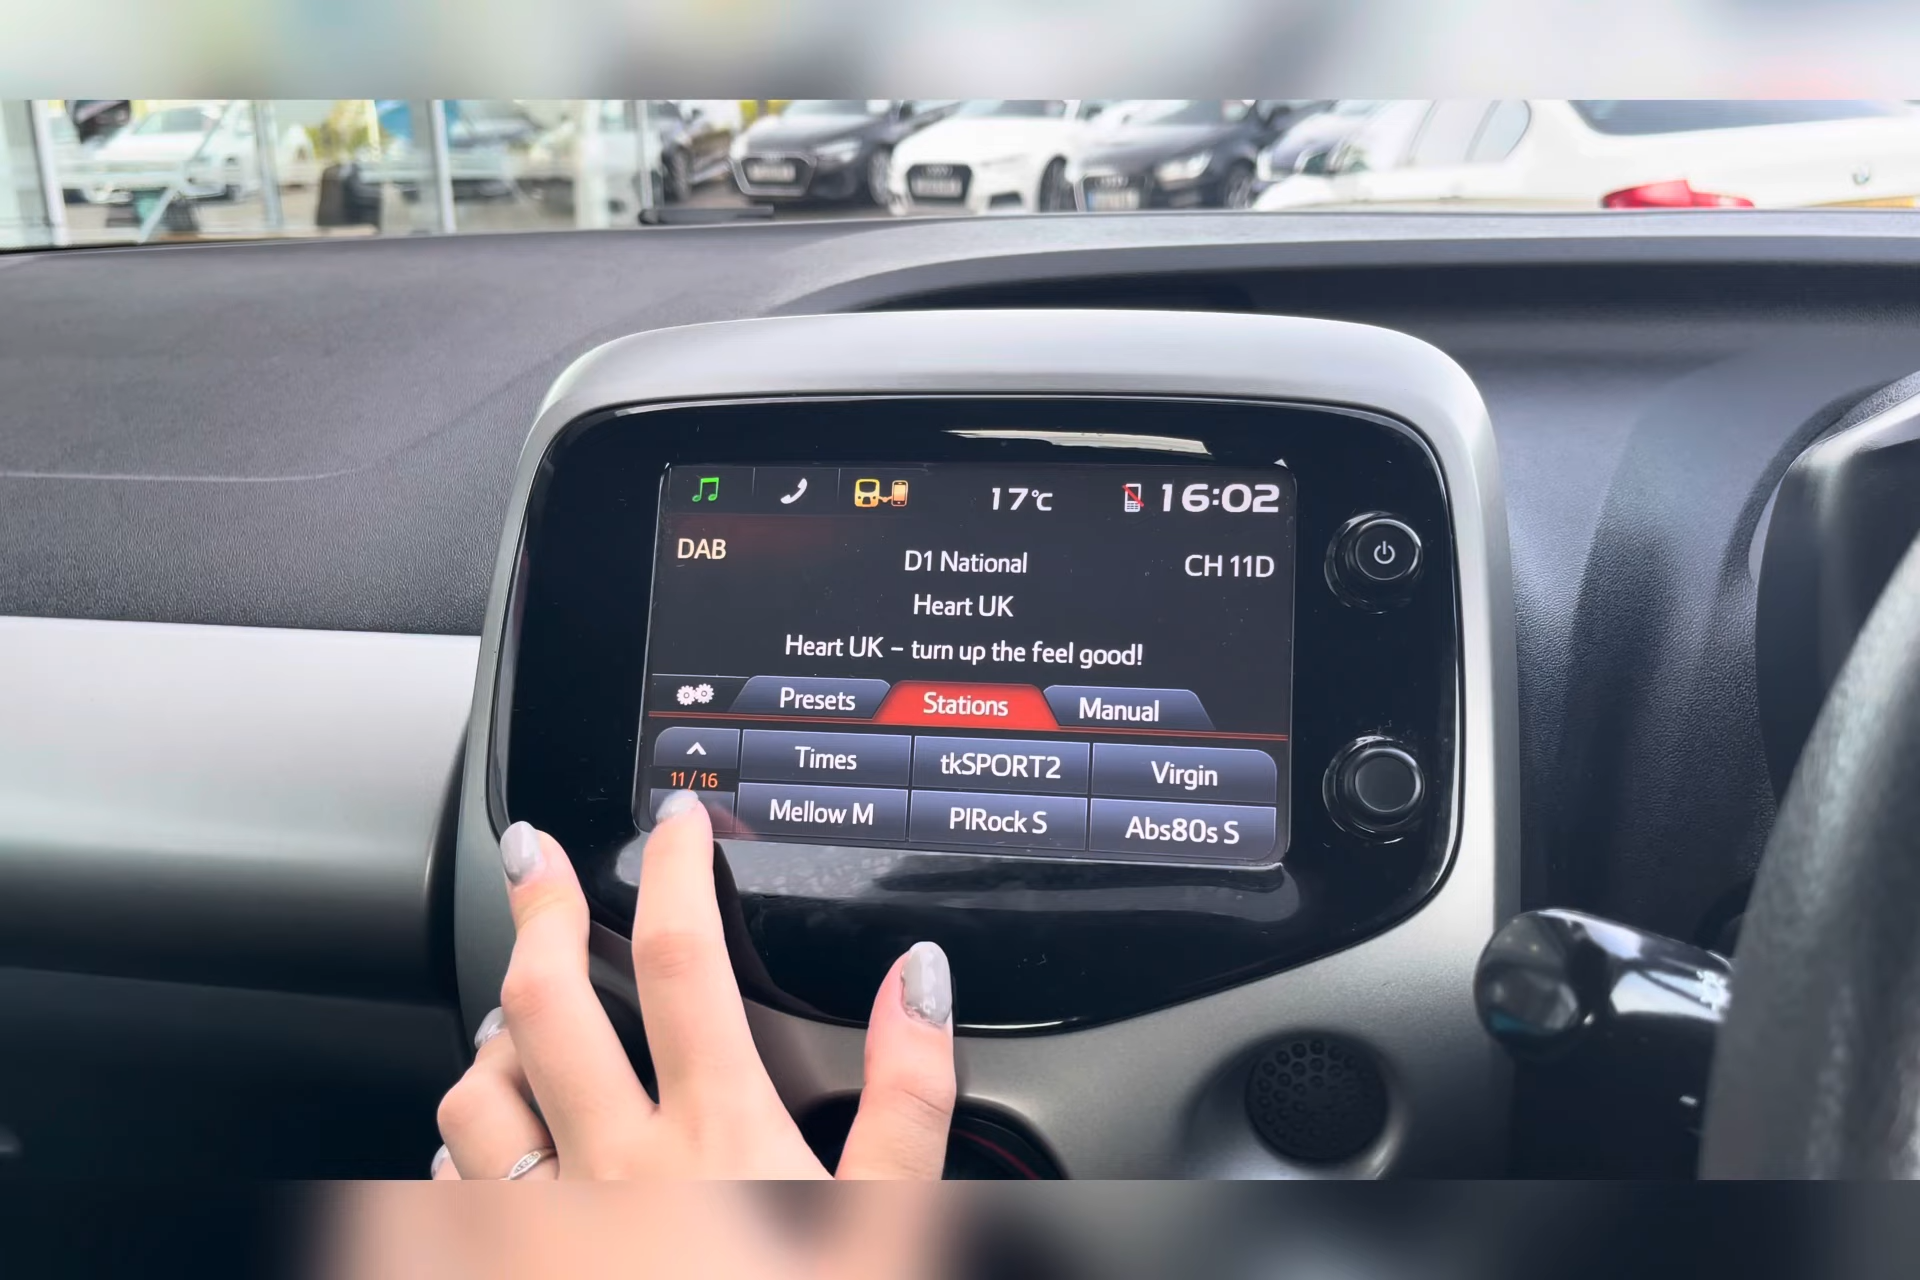 17°C
16:02
DAB
D1 National
CH 11D
Heart UK
Heart UK – turn up the feel good!
Presets
Stations
Manual
11/16
Times
tkSPORT2
Virgin
Mellow M
PlRock S
Abs80s S